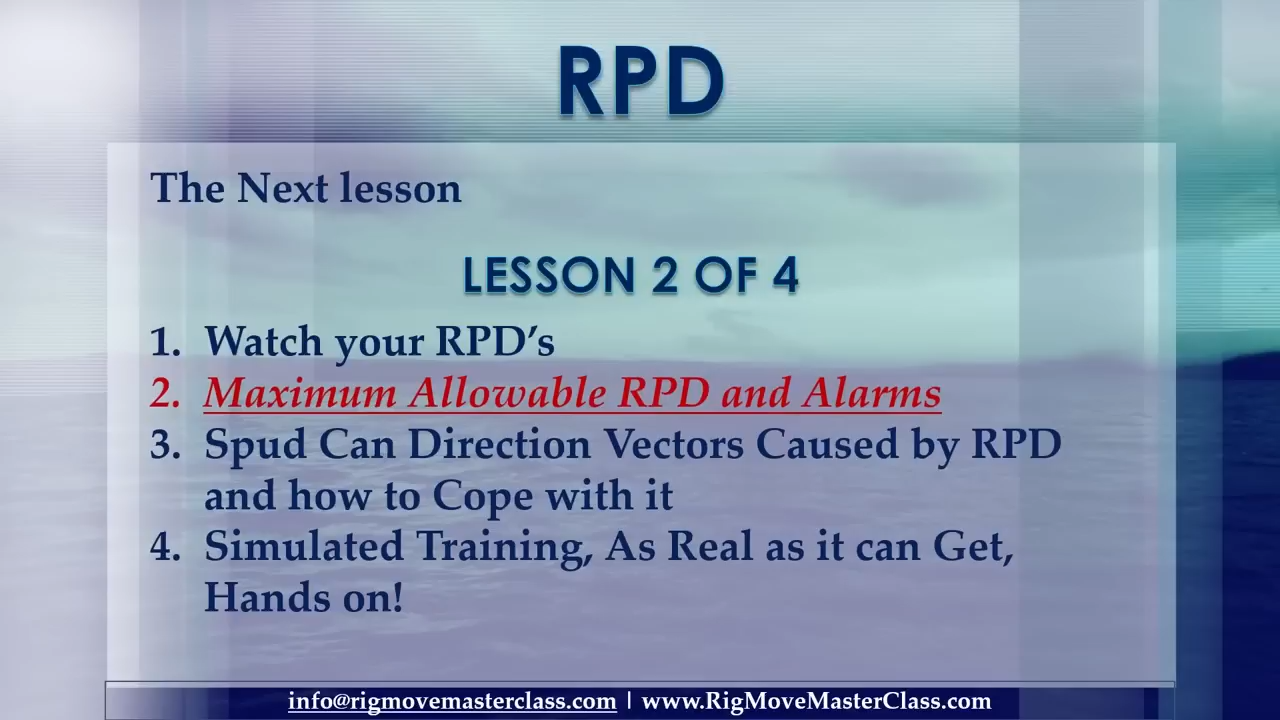 RPD
The Next lesson
LESSON 2 OF 4
1. Watch your RPD’s
2. Maximum Allowable RPD and Alarms
3. Spud Can Direction Vectors Caused by RPD
and how to Cope with it
4. Simulated Training, As Real as it can Get,
Hands on!
info@rigmovemasterclass.com | www.RigMoveMasterClass.com